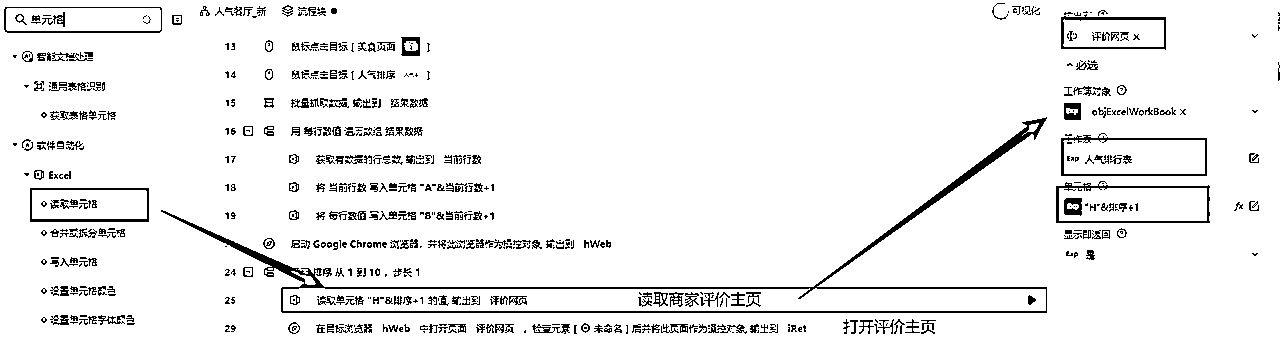 单元格
智能文档处理
通用表格识别
获取表格单元格
软件自动化
Excel
读取单元格
合并或拆分单元格
写入单元格
设置单元格颜色
设置单元格字体颜色
人气餐厅_新 流程块
可视化
13 鼠标点击目标 [ 美食页面 ]
14 鼠标点击目标 [ 人气排序 ]
15 批量抓取数据, 输出到 结果数据
16 用 每行数值 遍历数组 结果数据
17 获取有数据的行总数, 输出到 当前行数
18 将 当前行数 写入单元格 "A"&当前行数+1
19 将 每行数值 写入单元格 "B"&当前行数+1
启动 Google Chrome 浏览器, 并将此浏览器作为操控对象, 输出到 hWeb
24 排序 从 1 到 10 , 步长 1
25 读取单元格 "H"&排序+1 的值, 输出到 评价网页 读取商家评价主页
29 在目标浏览器 hWeb 中打开页面 评价网页 , 检查元素 [ 未命名 ] 后并将此页面作为操控对象, 输出到 iRet 打开评价主页
输出到
评价网页 X
必选
工作簿对象
Exp objExcelWorkBook X
工作表
Exp 人气排行表
单元格
Exp "H"&排序+1 fx
显示即返回
Exp 是